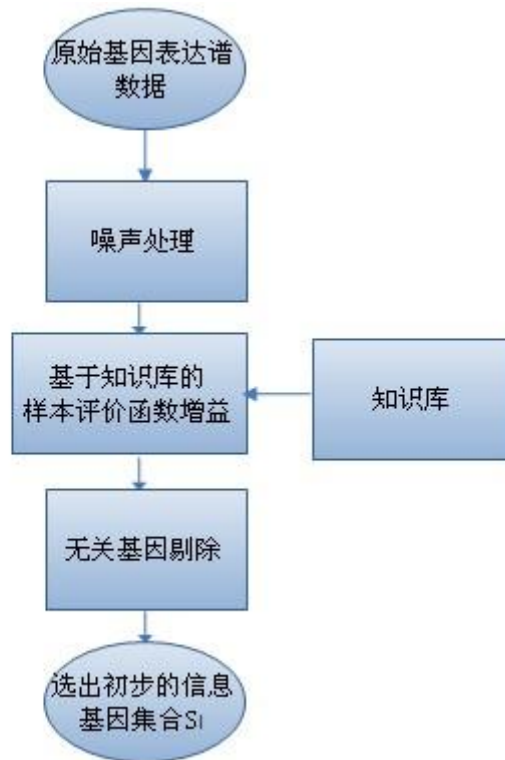 原始基因表达谱
数据
噪声处理
基于知识库的
样本评价函数增益
知识库
无关基因剔除
选出初步的信息
基因集合Sı